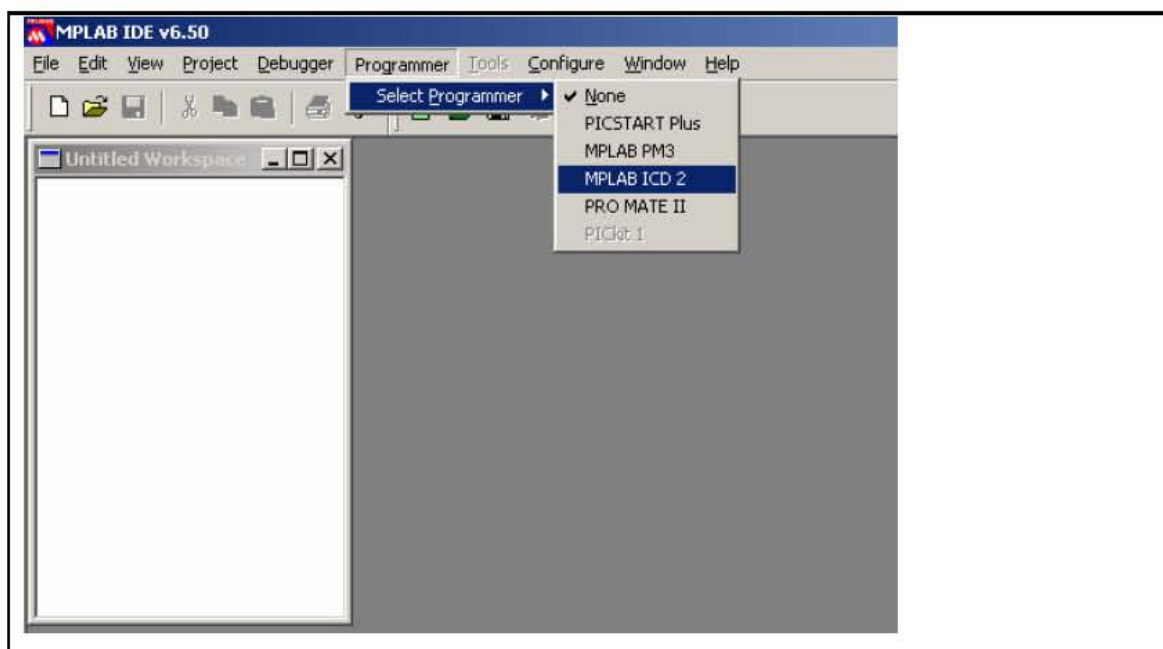 MPLAB IDE v6.50
File Edit View Project Debugger Programmer Tools Configure Window Help
Select Programmer
None
PICSTART Plus
Untitled Workspace
MPLAB PM3
MPLAB ICD 2
PRO MATE II
PICkit 1